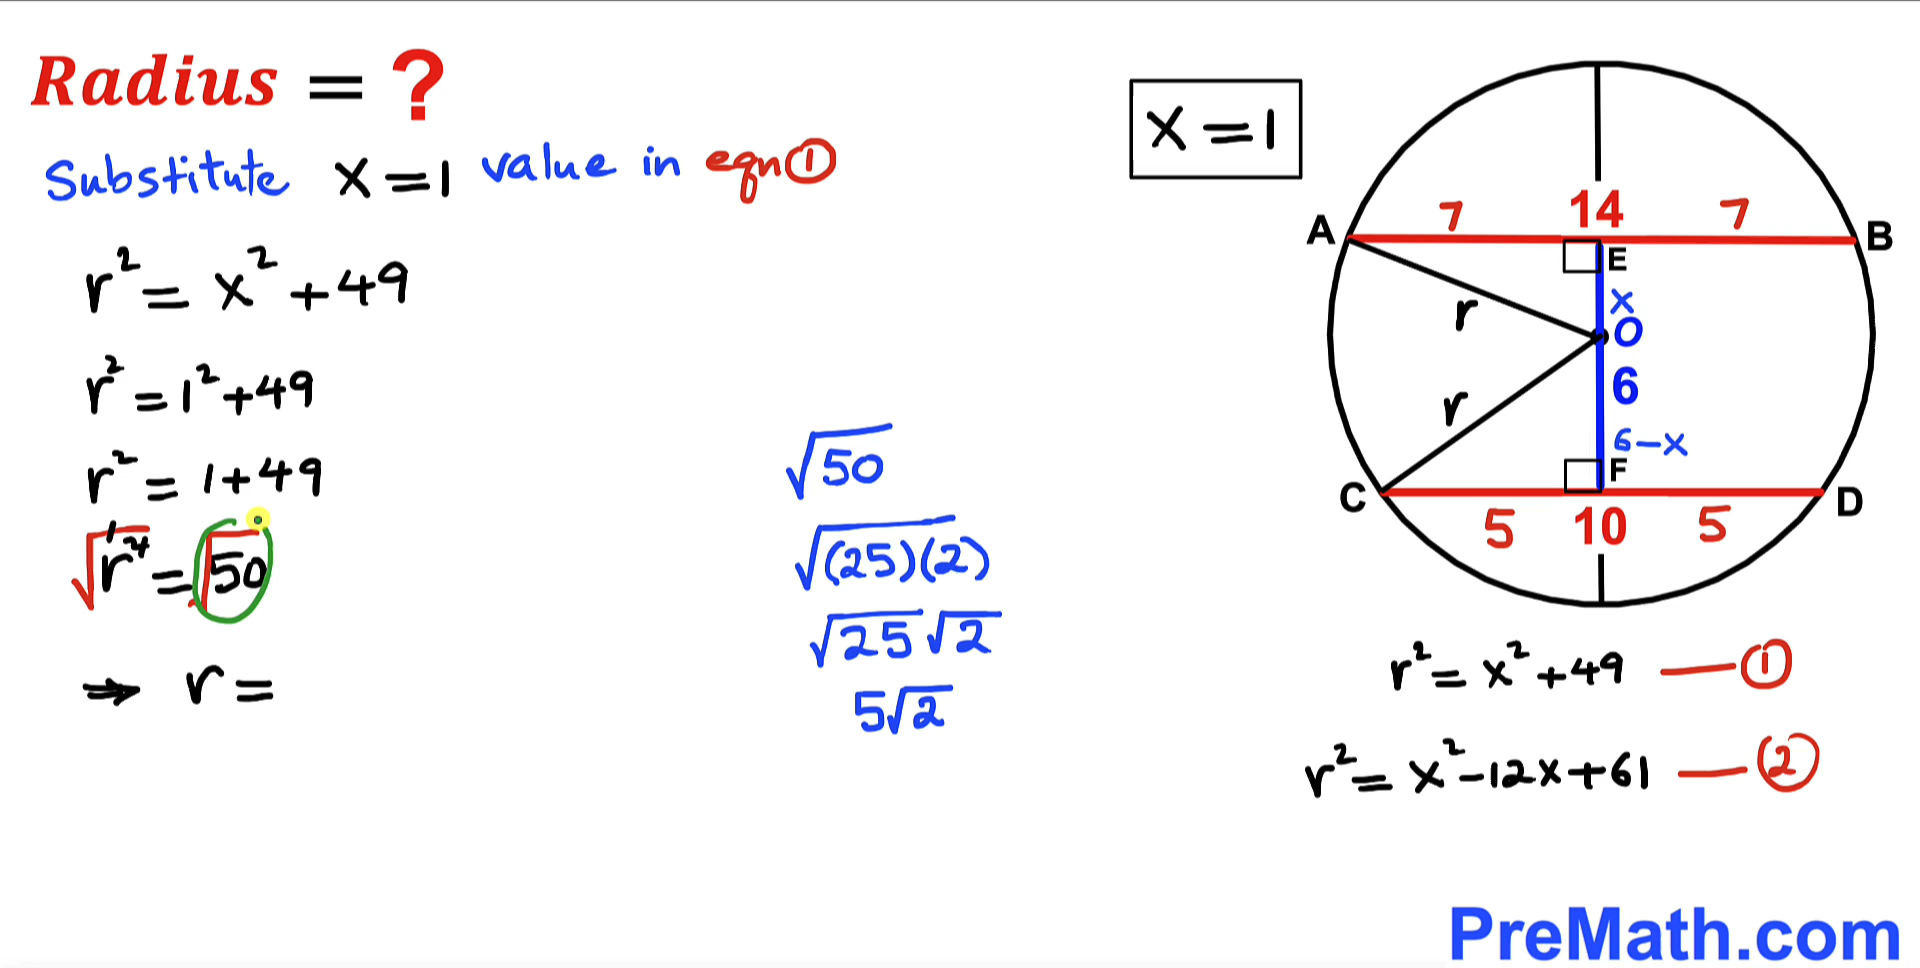 Radius = ?
Substitute x = 1 value in eqn ①
r² = x² + 49
r² = 1² + 49
r² = 1 + 49
√r² = √50
⇒ r =
√50
√(25)(2)
√25 √2
5√2
x = 1
7 14 7
A B
E
x
r O
6
r 6-x
F
C D
5 10 5
r² = x² + 49 — ①
r² = x² - 12x + 61 — ②
PreMath.com